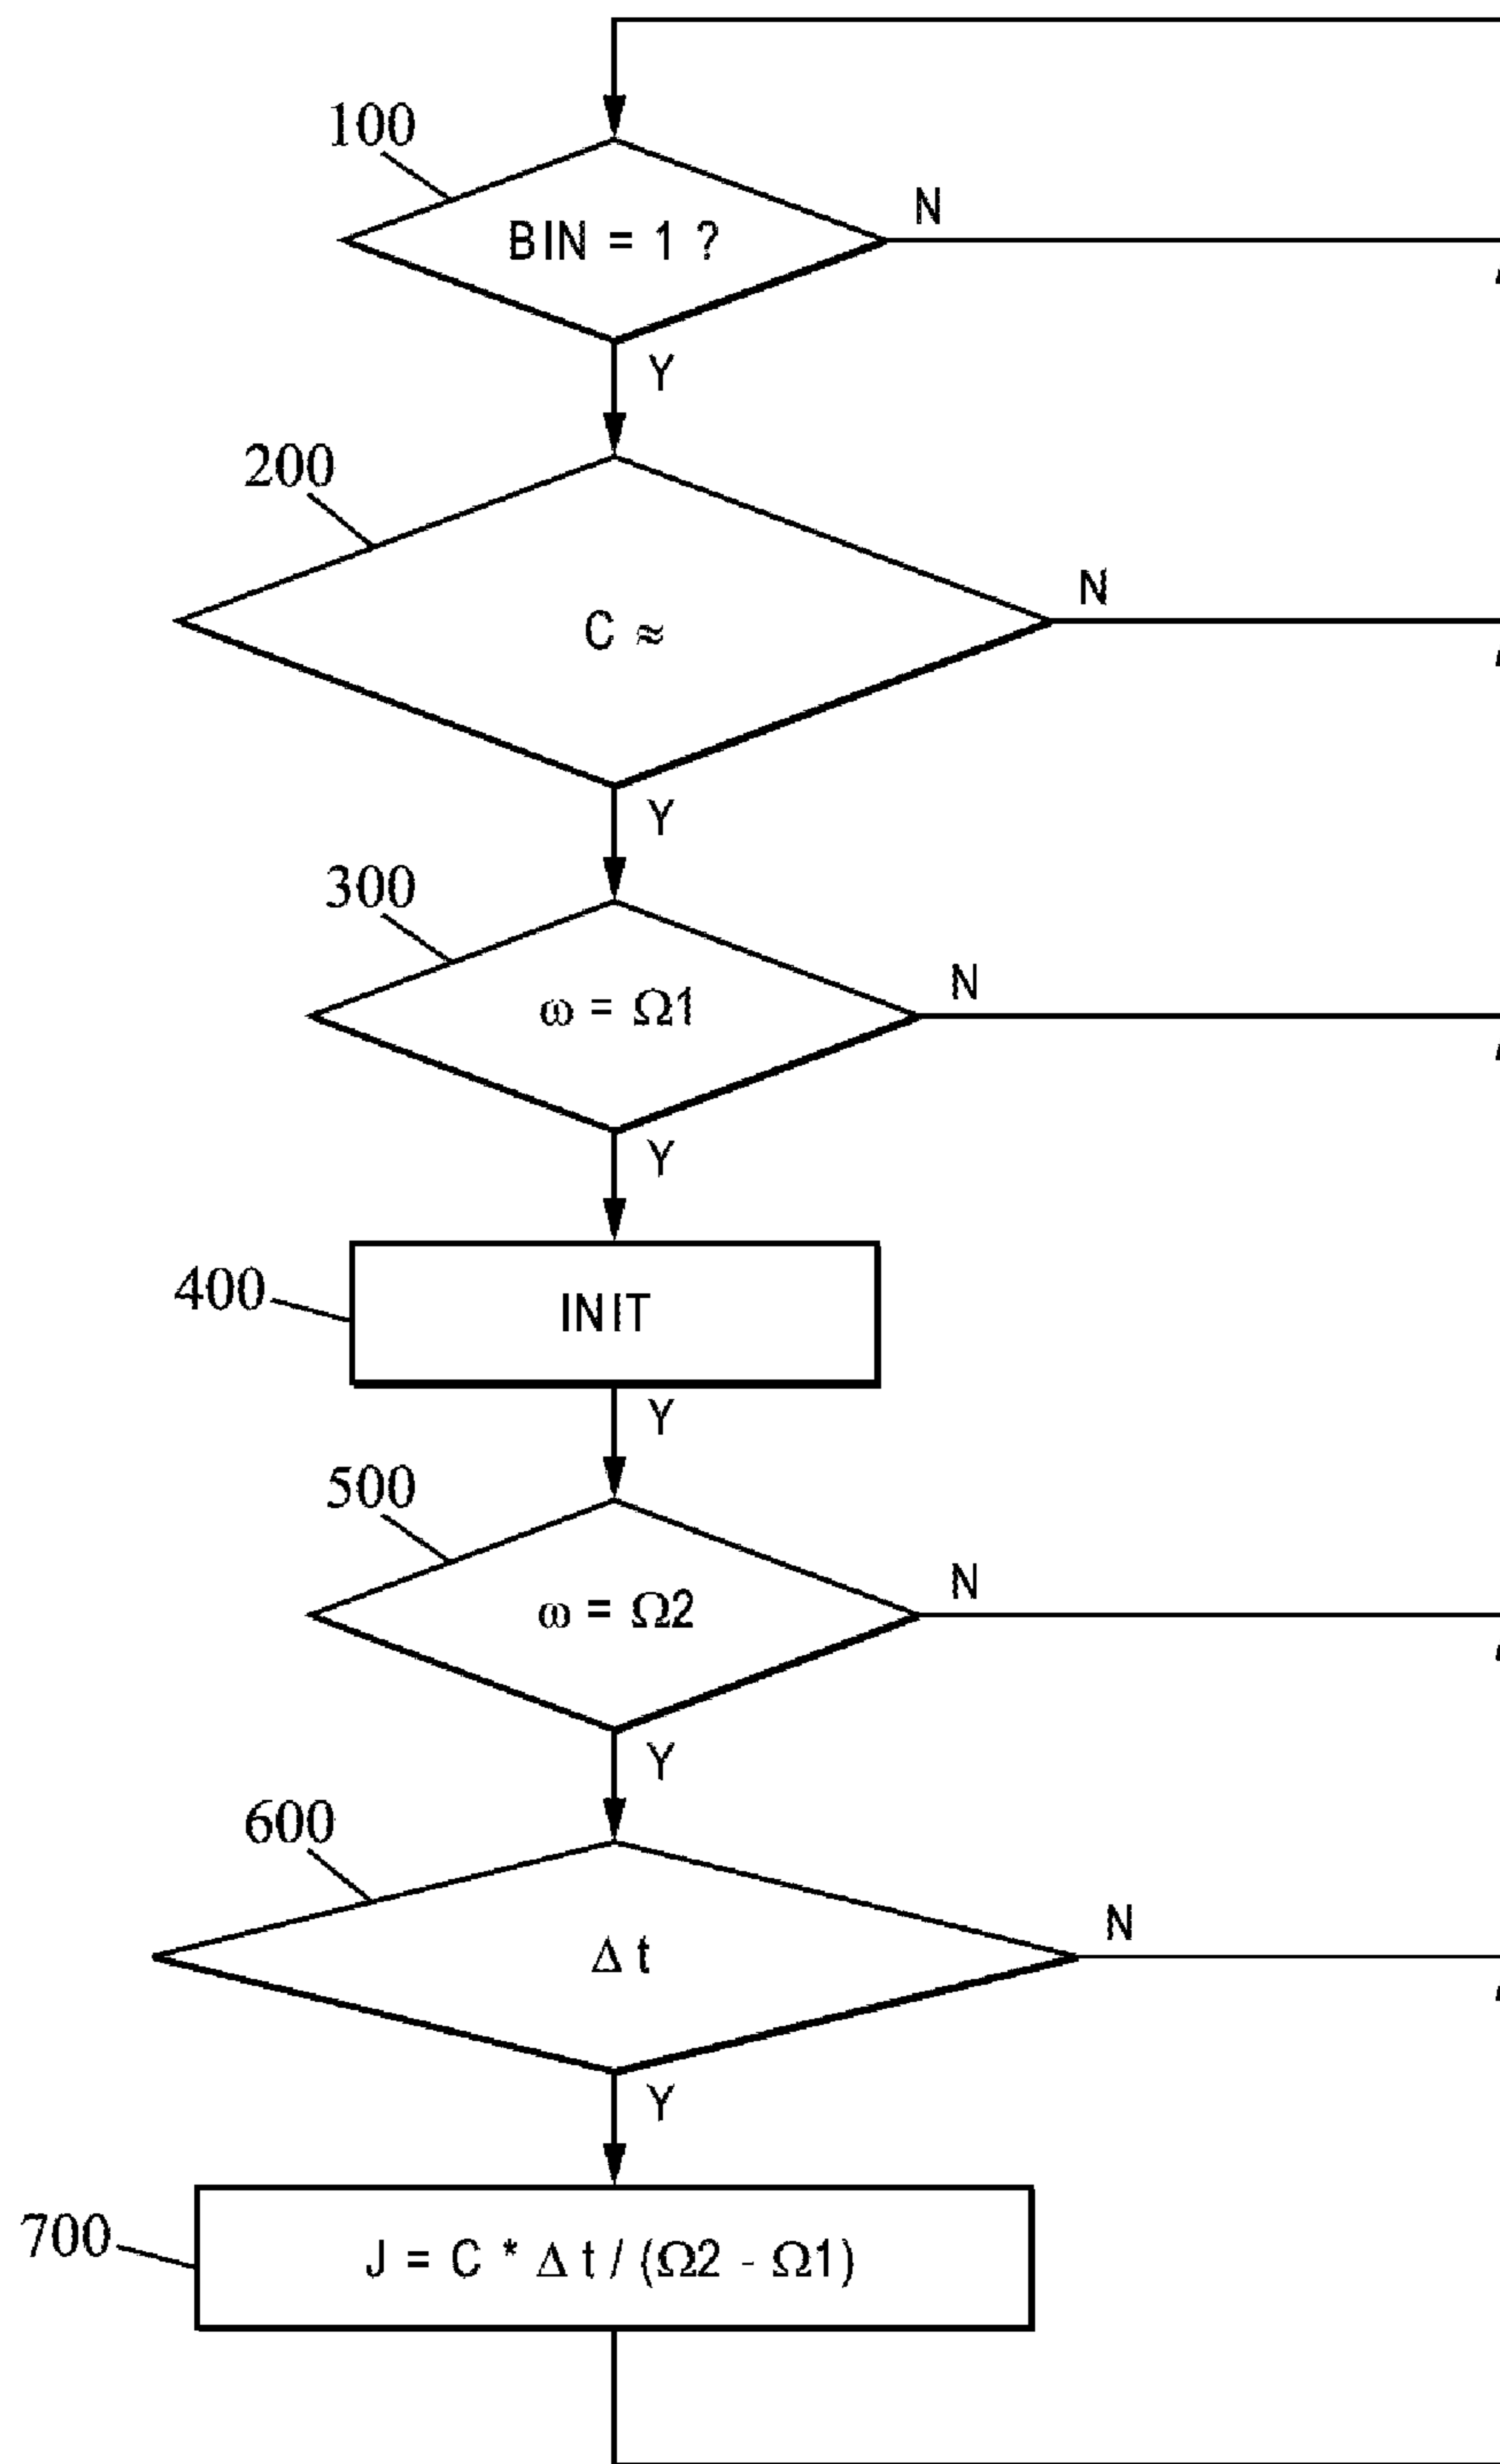 100
BIN = 1 ?
N
Y
200
C ≈
N
Y
300
ω = Ω1
N
Y
400
INIT
Y
500
ω = Ω2
N
Y
600
Δ t
N
Y
700
J = C * Δ t / (Ω2 - Ω1)